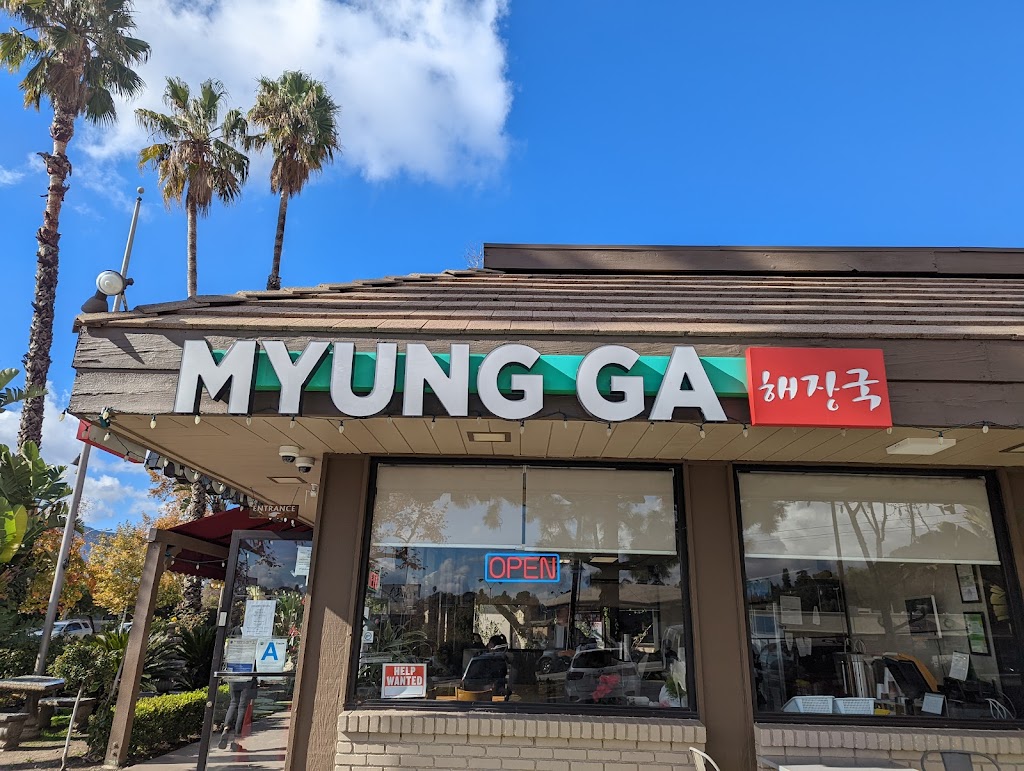 MYUNG GA
해장국
ENTRANCE
OPEN
A
HELP
WANTED